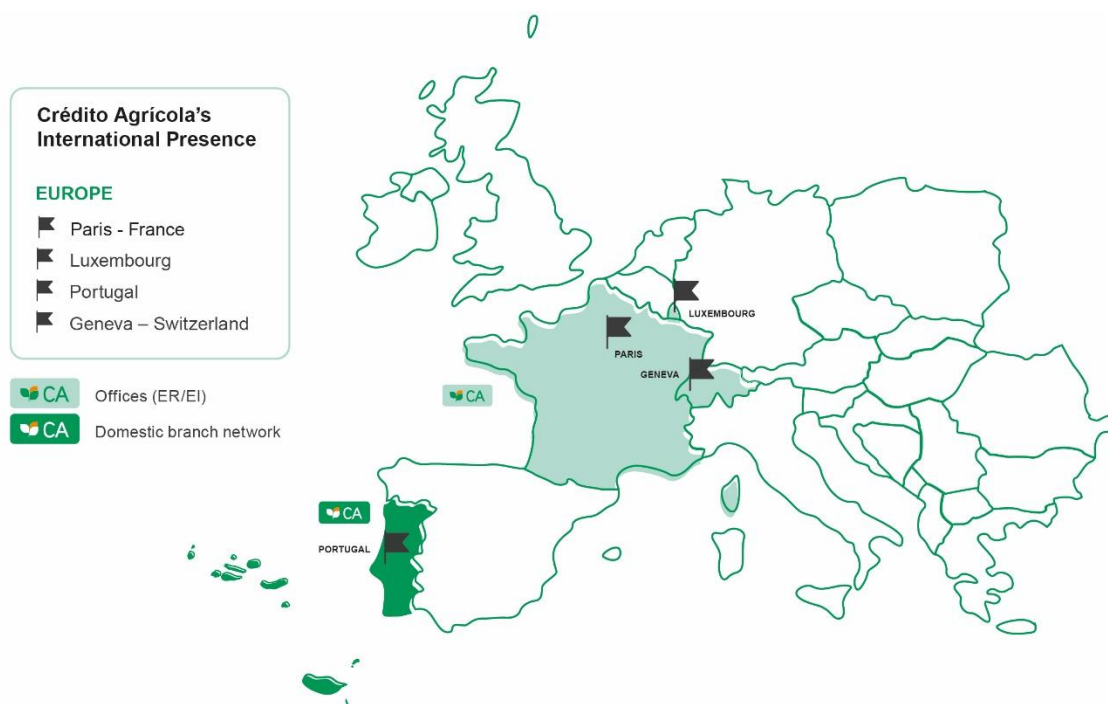 Crédito Agrícola's
International Presence
EUROPE
Paris - France
Luxembourg
Portugal
Geneva – Switzerland
CA
Offices (ER/EI)
CA
Domestic branch network
LUXEMBOURG
PARIS
GENEVA
CA
CA
PORTUGAL